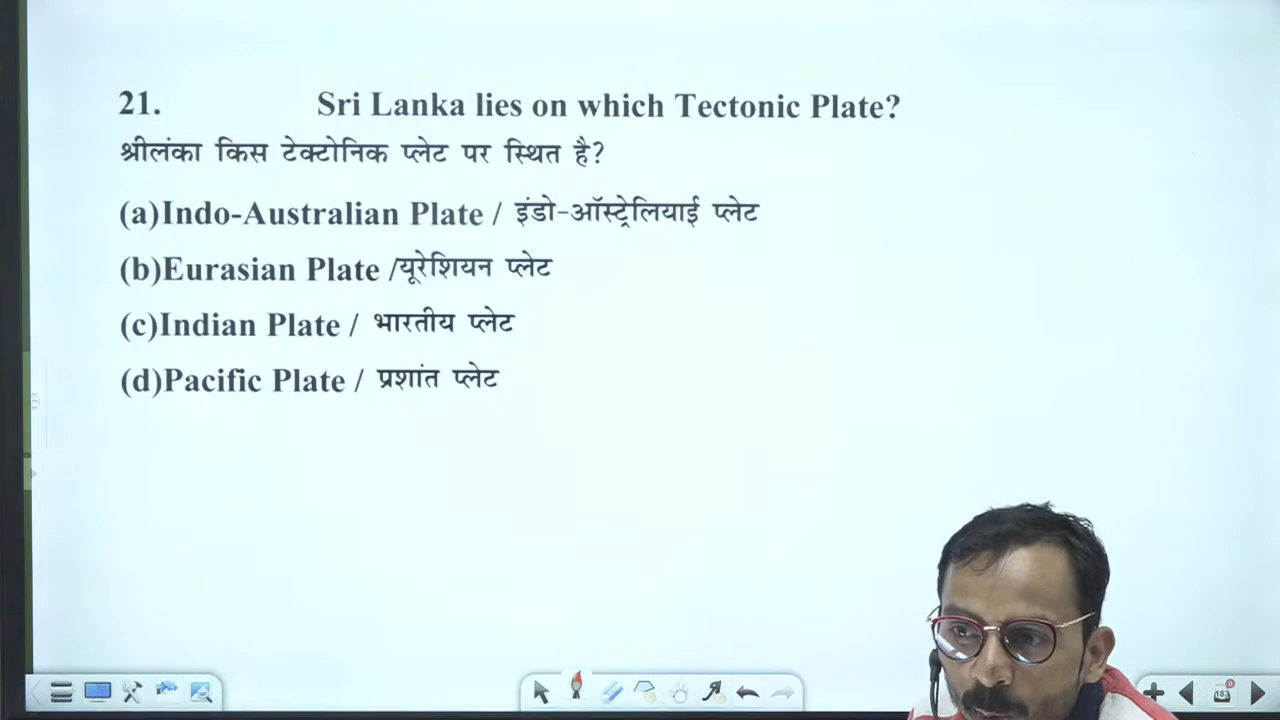 21. Sri Lanka lies on which Tectonic Plate?
श्रीलंका किस टेक्टोनिक प्लेट पर स्थित है?
(a)Indo-Australian Plate / इंडो-ऑस्ट्रेलियाई प्लेट
(b)Eurasian Plate /यूरेशियन प्लेट
(c)Indian Plate / भारतीय प्लेट
(d)Pacific Plate / प्रशांत प्लेट